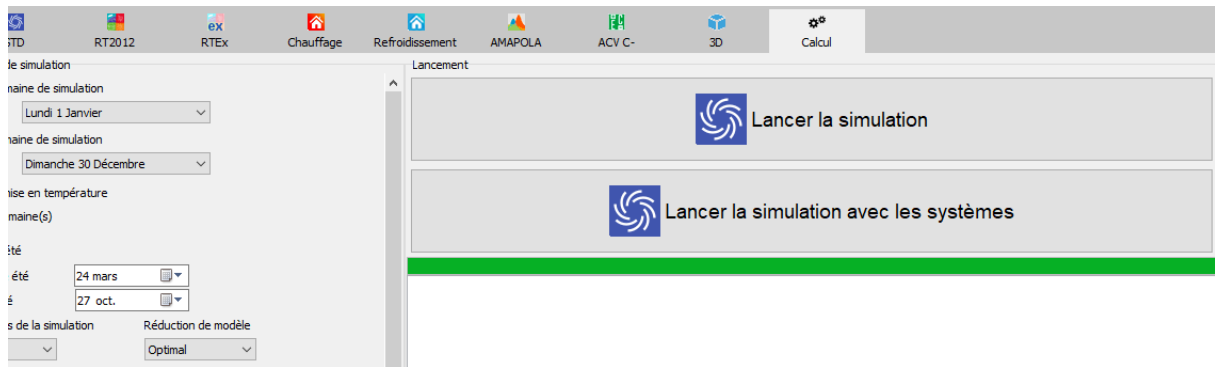 STD RT2012 RTEx Chauffage Refroidissement AMAPOLA ACV C- 3D Calcul
de simulation
Lancement
maine de simulation
Lundi 1 Janvier
Lancer la simulation
maine de simulation
Dimanche 30 Décembre
mise en température
maine(s)
Lancer la simulation avec les systèmes
été
été 24 mars
é 27 oct.
s de la simulation Réduction de modèle
Optimal